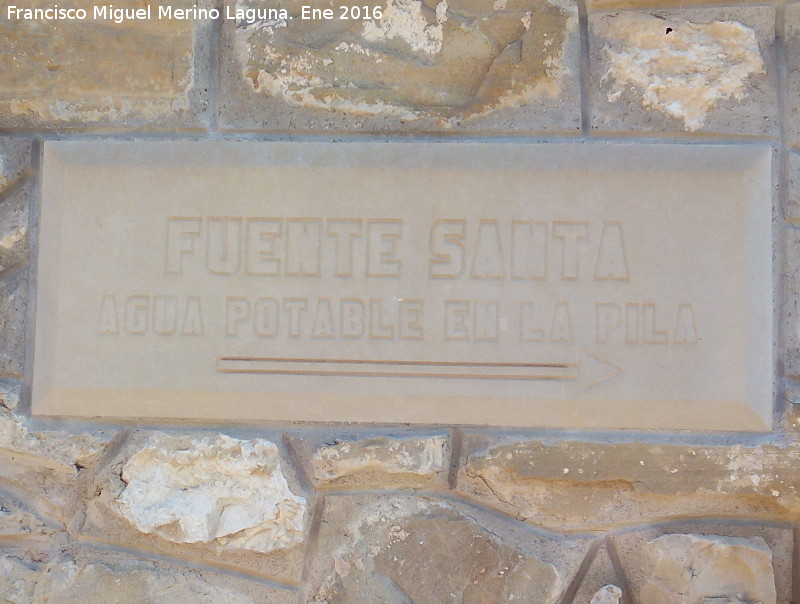 Francisco Miguel Merino Laguna. Ene 2016
FUENTE SANTA
AGUA POTABLE EN LA PILA